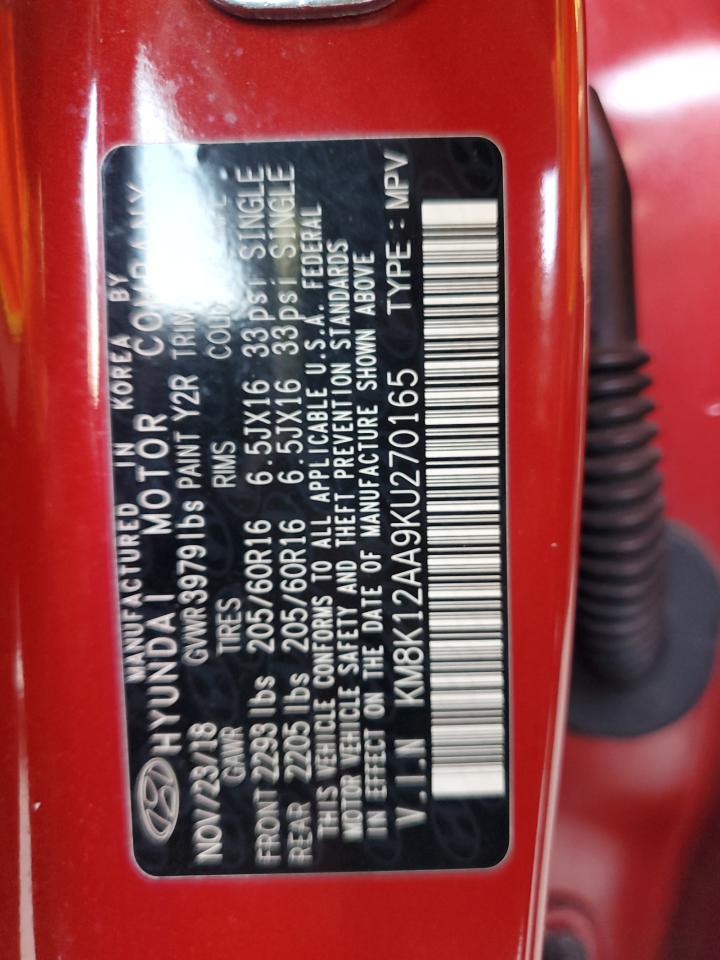 MANUFACTURED IN KOREA BY
HYUNDAI MOTOR COMPANY
NOV/23/18 GVWR 3979lbs PAINT Y2R TRIM
GAWR TIRES RIMS
FRONT 2293 lbs 205/60R16 6.5JX16 33psi SINGLE
REAR 2205 lbs 205/60R16 6.5JX16 33psi SINGLE
THIS VEHICLE CONFORMS TO ALL APPLICABLE U.S.A. FEDERAL
MOTOR VEHICLE SAFETY AND THEFT PREVENTION STANDARDS
IN EFFECT ON THE DATE OF MANUFACTURE SHOWN ABOVE
V.I.N KM8K12AA9KU270165 TYPE : MPV